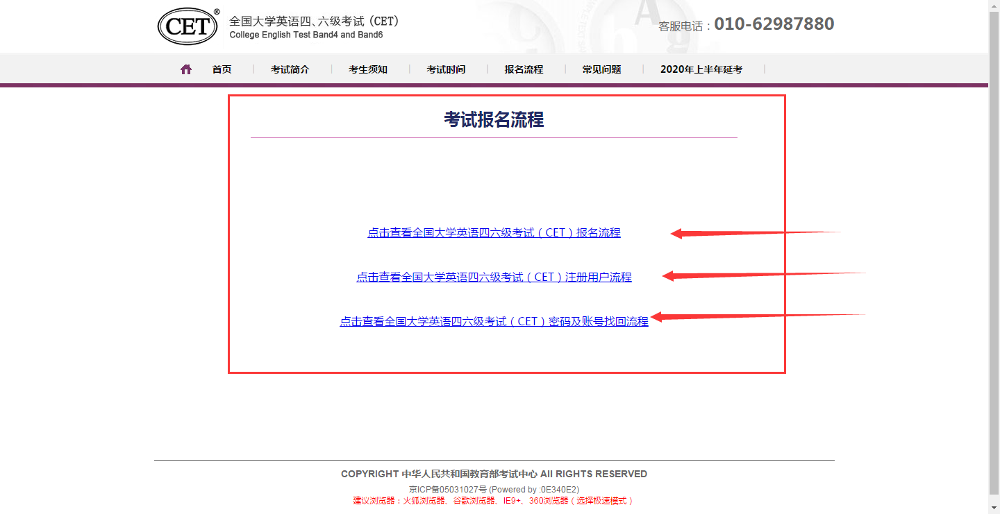 CET®
全国大学英语四、六级考试（CET）
College English Test Band4 and Band6
客服电话：010-62987880
首页 | 考试简介 | 考生须知 | 考试时间 | 报名流程 | 常见问题 | 2020年上半年延考 |
考试报名流程
点击查看全国大学英语四六级考试（CET）报名流程
点击查看全国大学英语四六级考试（CET）注册用户流程
点击查看全国大学英语四六级考试（CET）密码及账号找回流程
COPYRIGHT 中华人民共和国教育部考试中心 All RIGHTS RESERVED
京ICP备05031027号 (Powered by :0E340E2)
建议浏览器：火狐浏览器、谷歌浏览器、IE9+、360浏览器（选择极速模式）